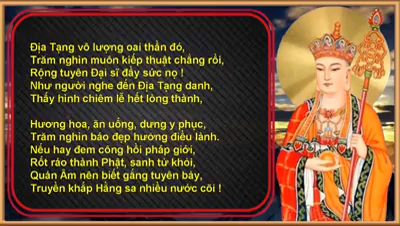 Địa Tạng vô lượng oai thần đó,
Trăm nghìn muôn kiếp thuật chẳng rồi,
Rộng tuyên Đại sĩ đấy sức nọ !
Như người nghe đến Địa Tạng danh,
Thấy hình chiêm lễ hết lòng thành,
Hương hoa, ăn uống, dưng y phục,
Trăm nghìn báo đẹp hưởng điều lành.
Nếu hay đem công hồi pháp giới,
Rốt ráo thành Phật, sanh tử khỏi,
Quán Âm nên biết gắng tuyên bày,
Truyền khắp Hằng sa nhiều nước cõi !